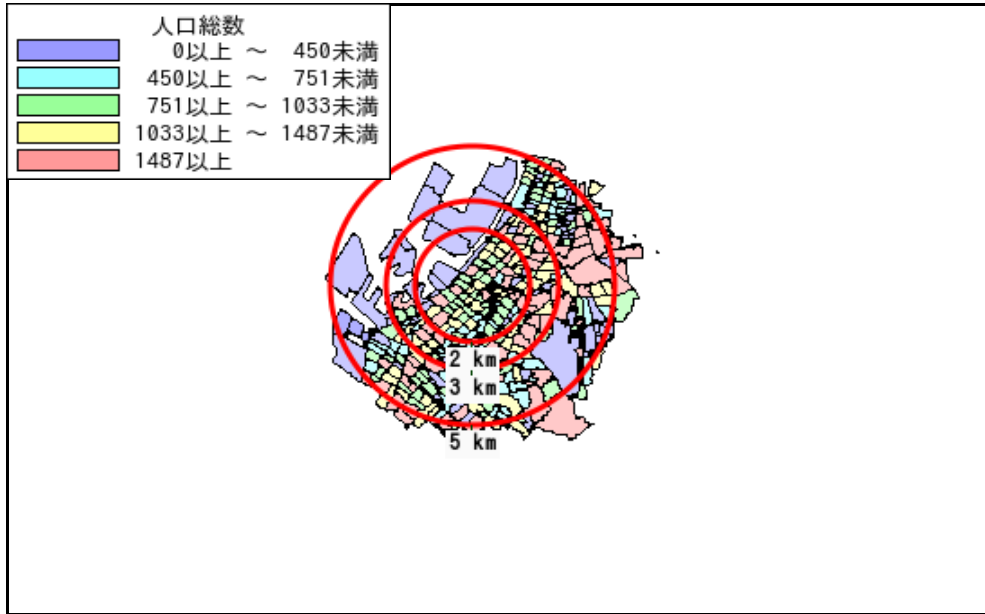 人口総数
0以上 ～ 450未満
450以上 ～ 751未満
751以上 ～ 1033未満
1033以上 ～ 1487未満
1487以上
2 km
3 km
5 km